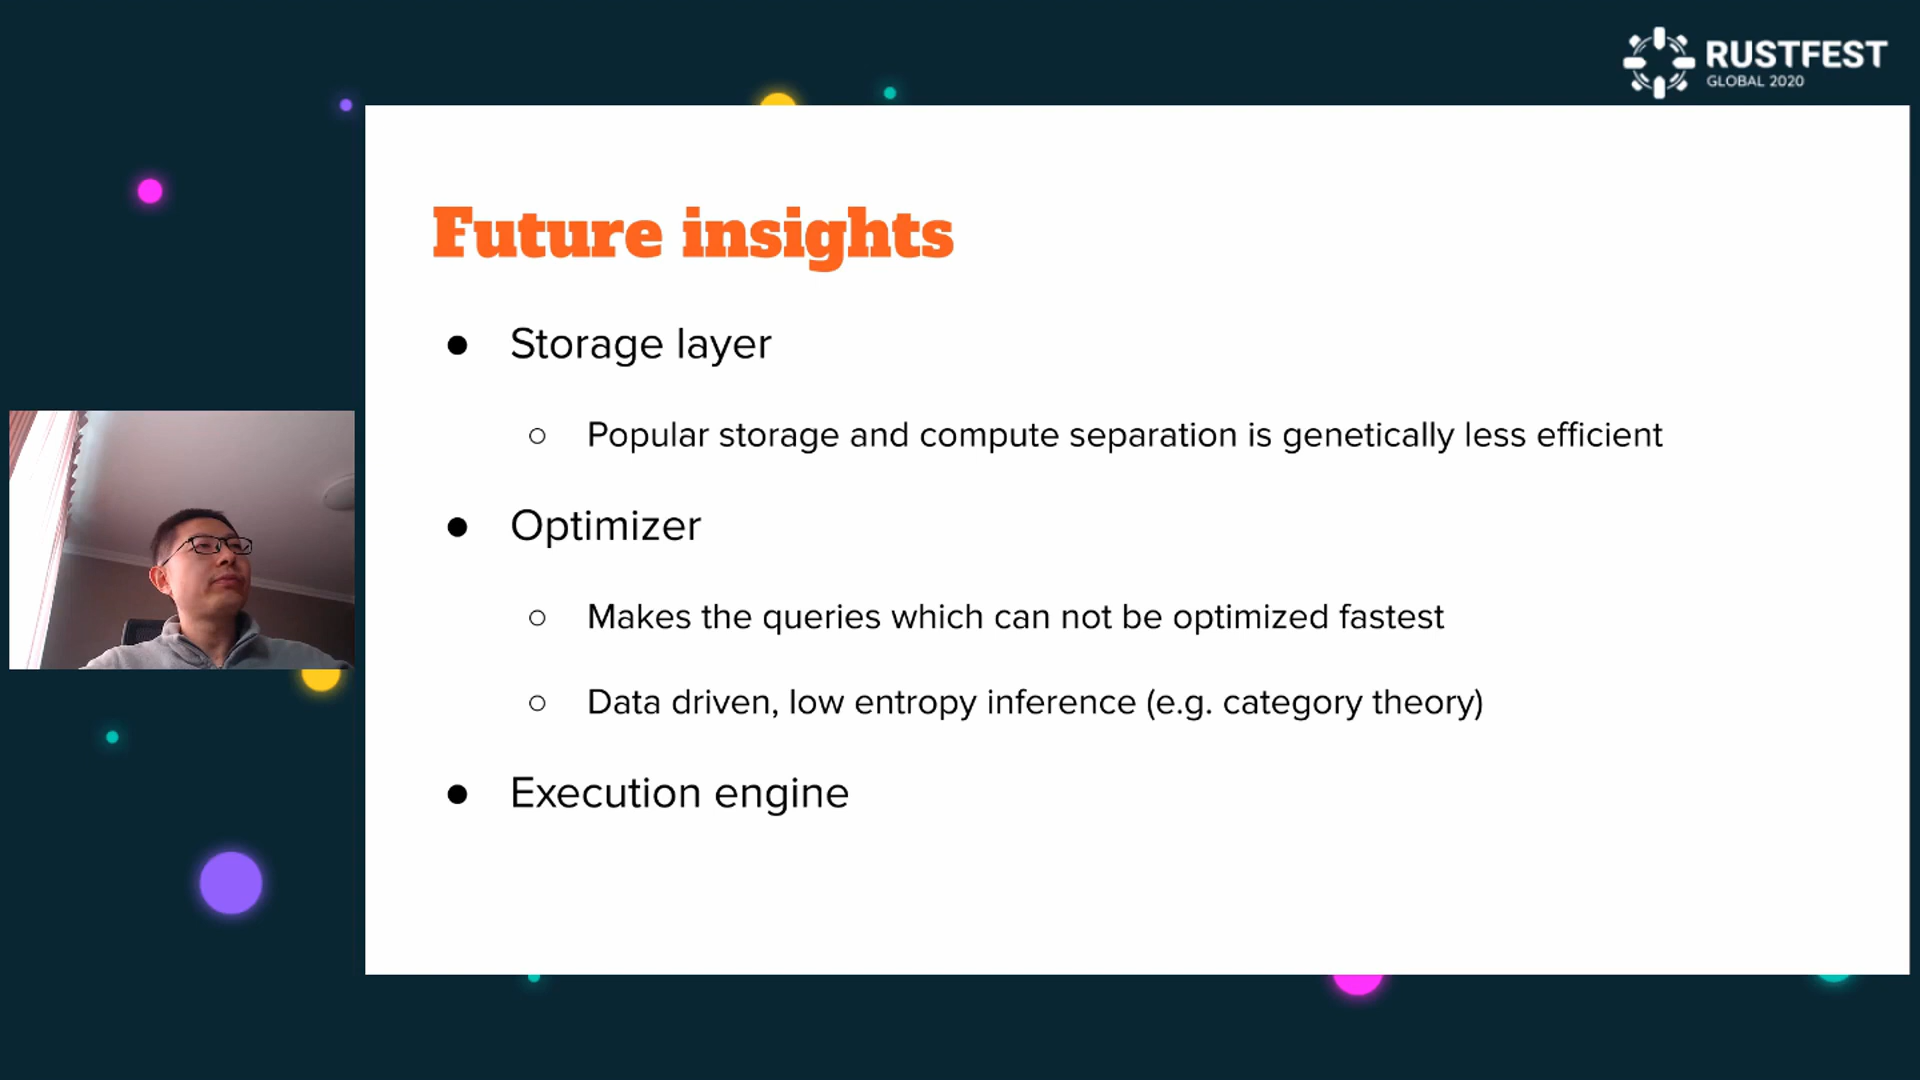 RUSTFEST
GLOBAL 2020
Future insights
● Storage layer
○ Popular storage and compute separation is genetically less efficient
● Optimizer
○ Makes the queries which can not be optimized fastest
○ Data driven, low entropy inference (e.g. category theory)
● Execution engine